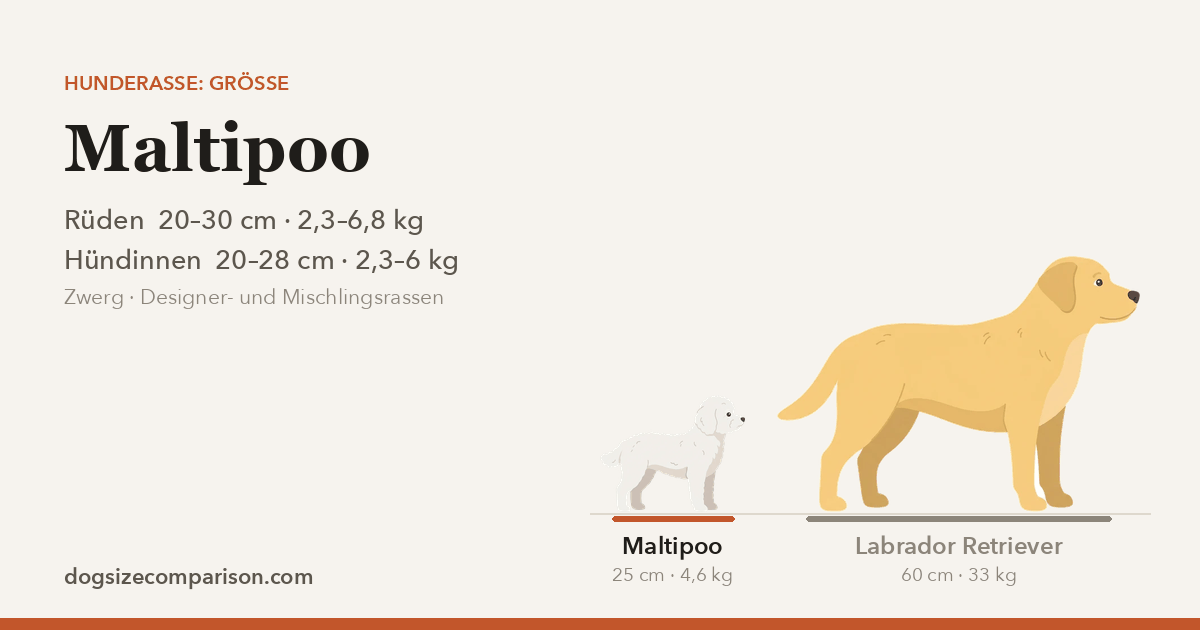 HUNDERASSE: GRÖSSE
Maltipoo
Rüden 20–30 cm · 2,3–6,8 kg
Hündinnen 20–28 cm · 2,3–6 kg
Zwerg · Designer- und Mischlingsrassen
Maltipoo
25 cm · 4,6 kg
Labrador Retriever
60 cm · 33 kg
dogsizecomparison.com